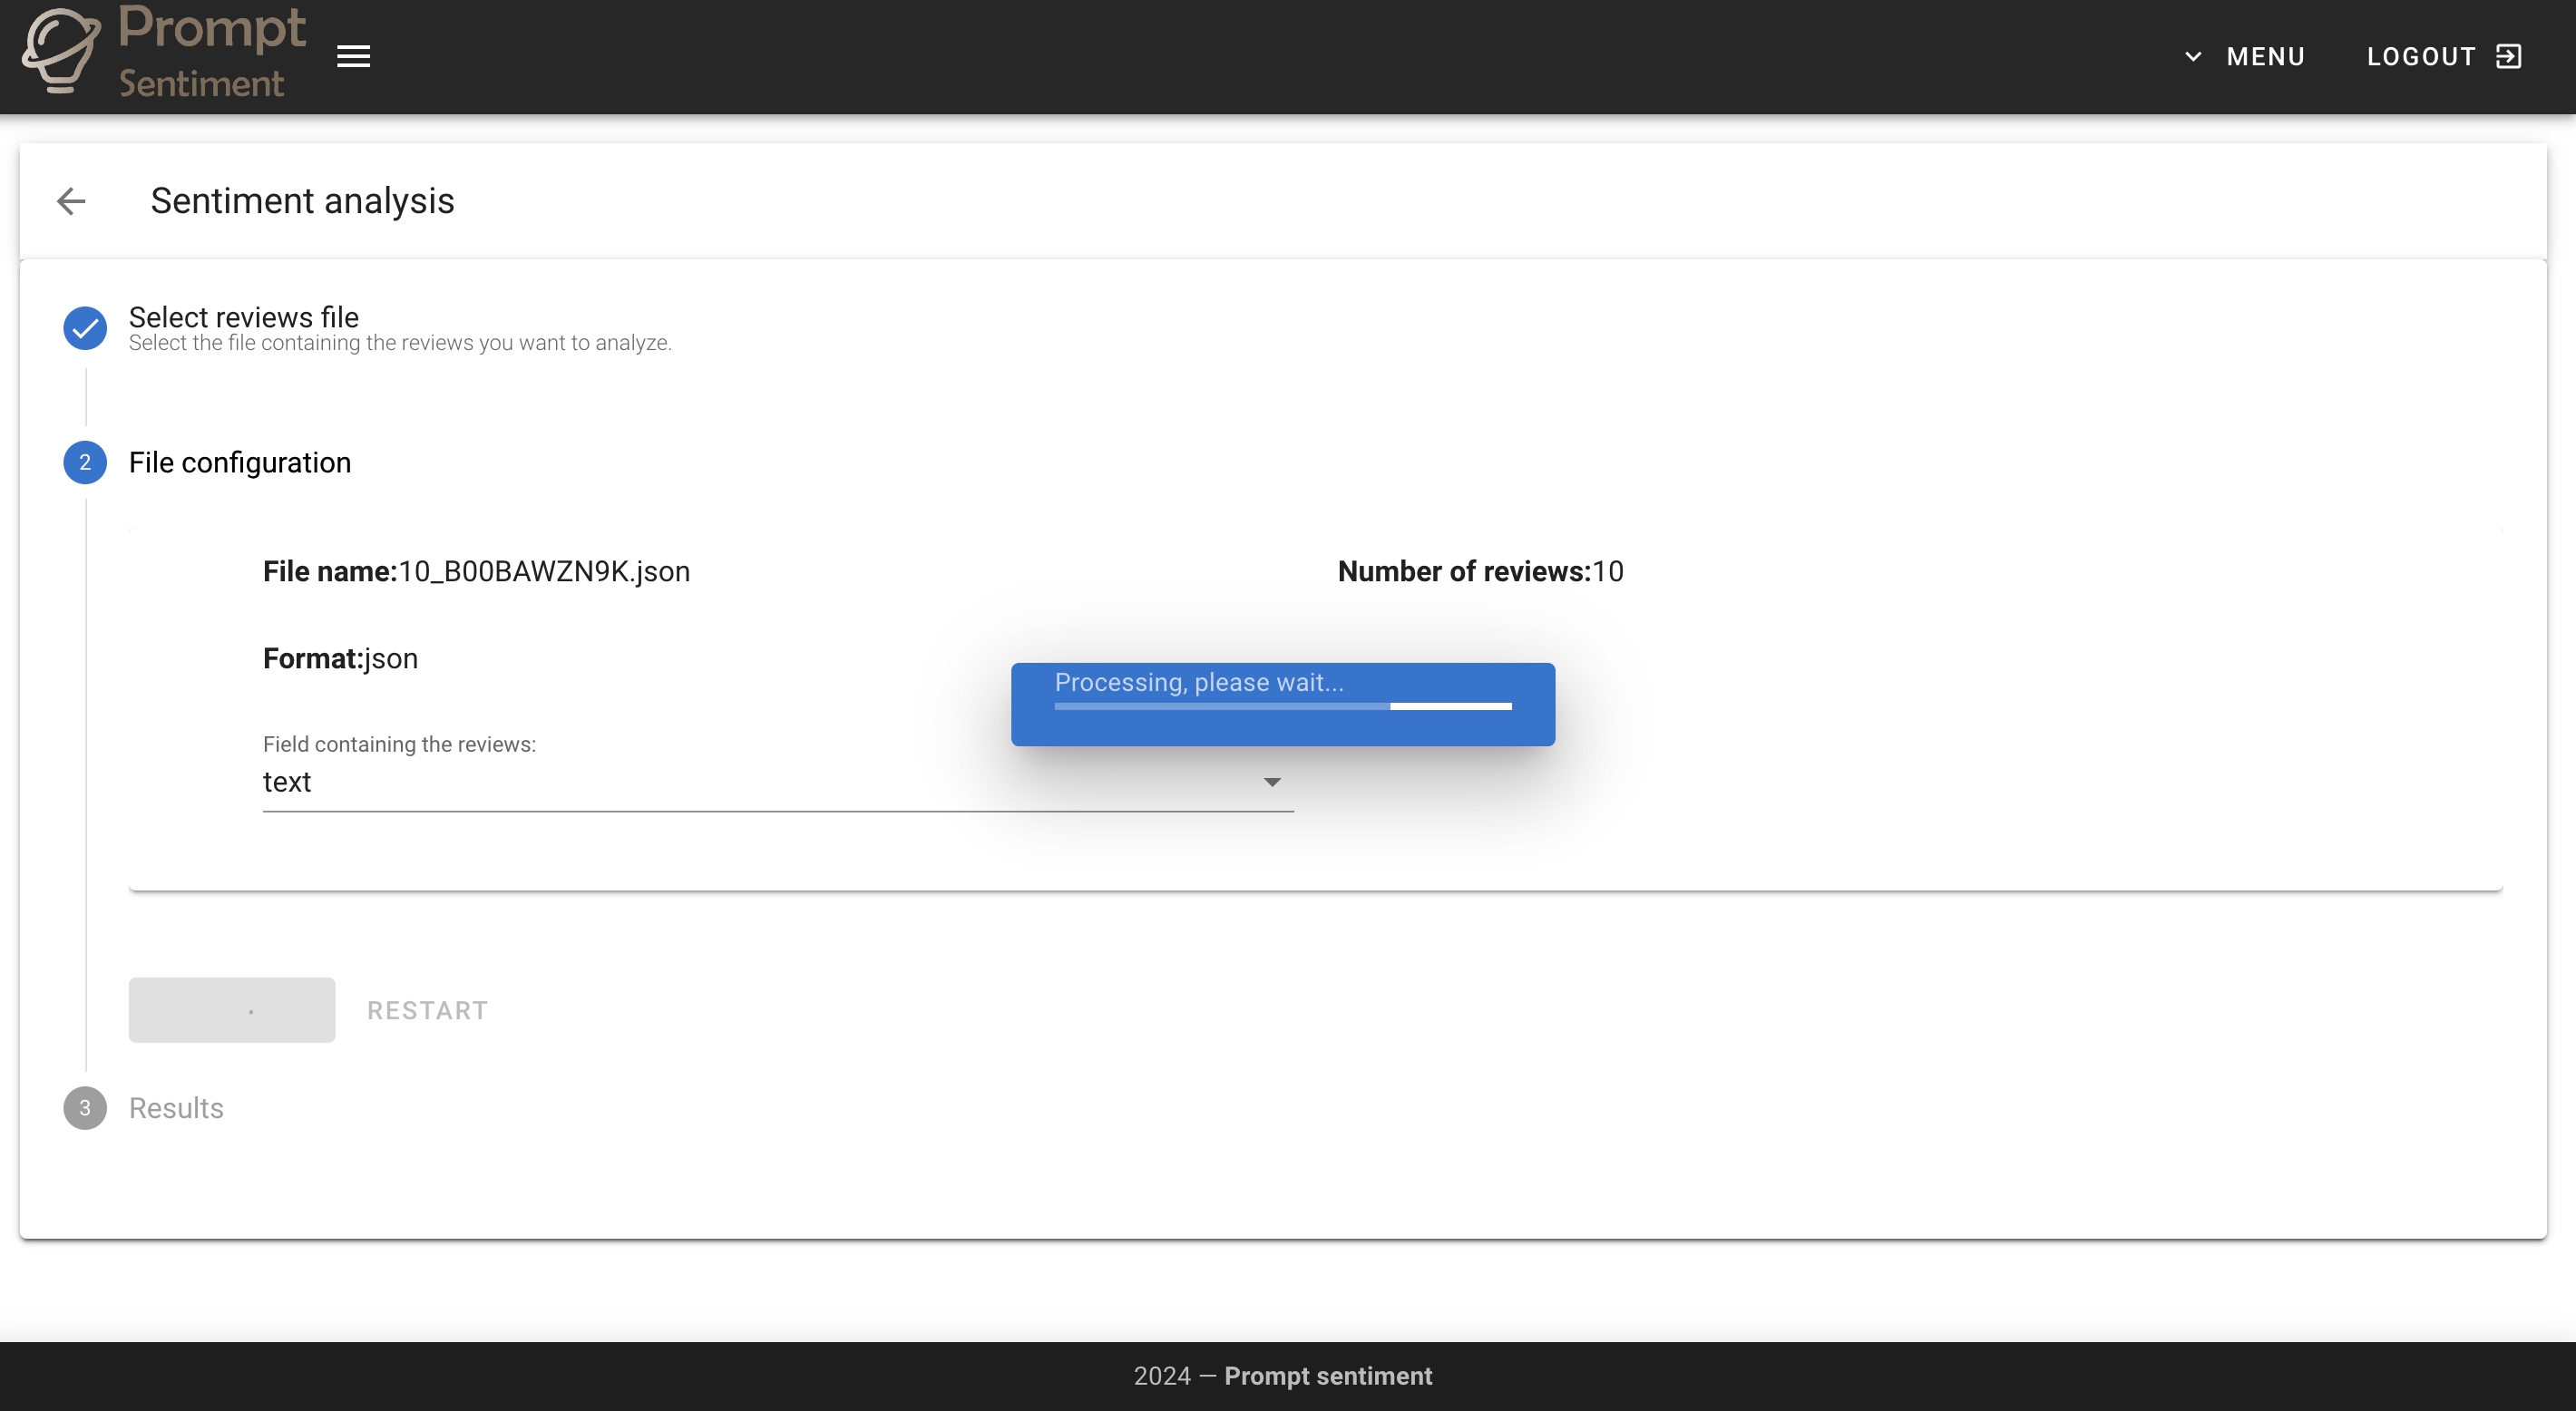 Prompt
Sentiment
MENU
LOGOUT
Sentiment analysis
Select reviews file
Select the file containing the reviews you want to analyze.
2 File configuration
File name:10_B00BAWZN9K.json
Number of reviews:10
Format:json
Processing, please wait...
Field containing the reviews:
text
RESTART
3 Results
2024 — Prompt sentiment